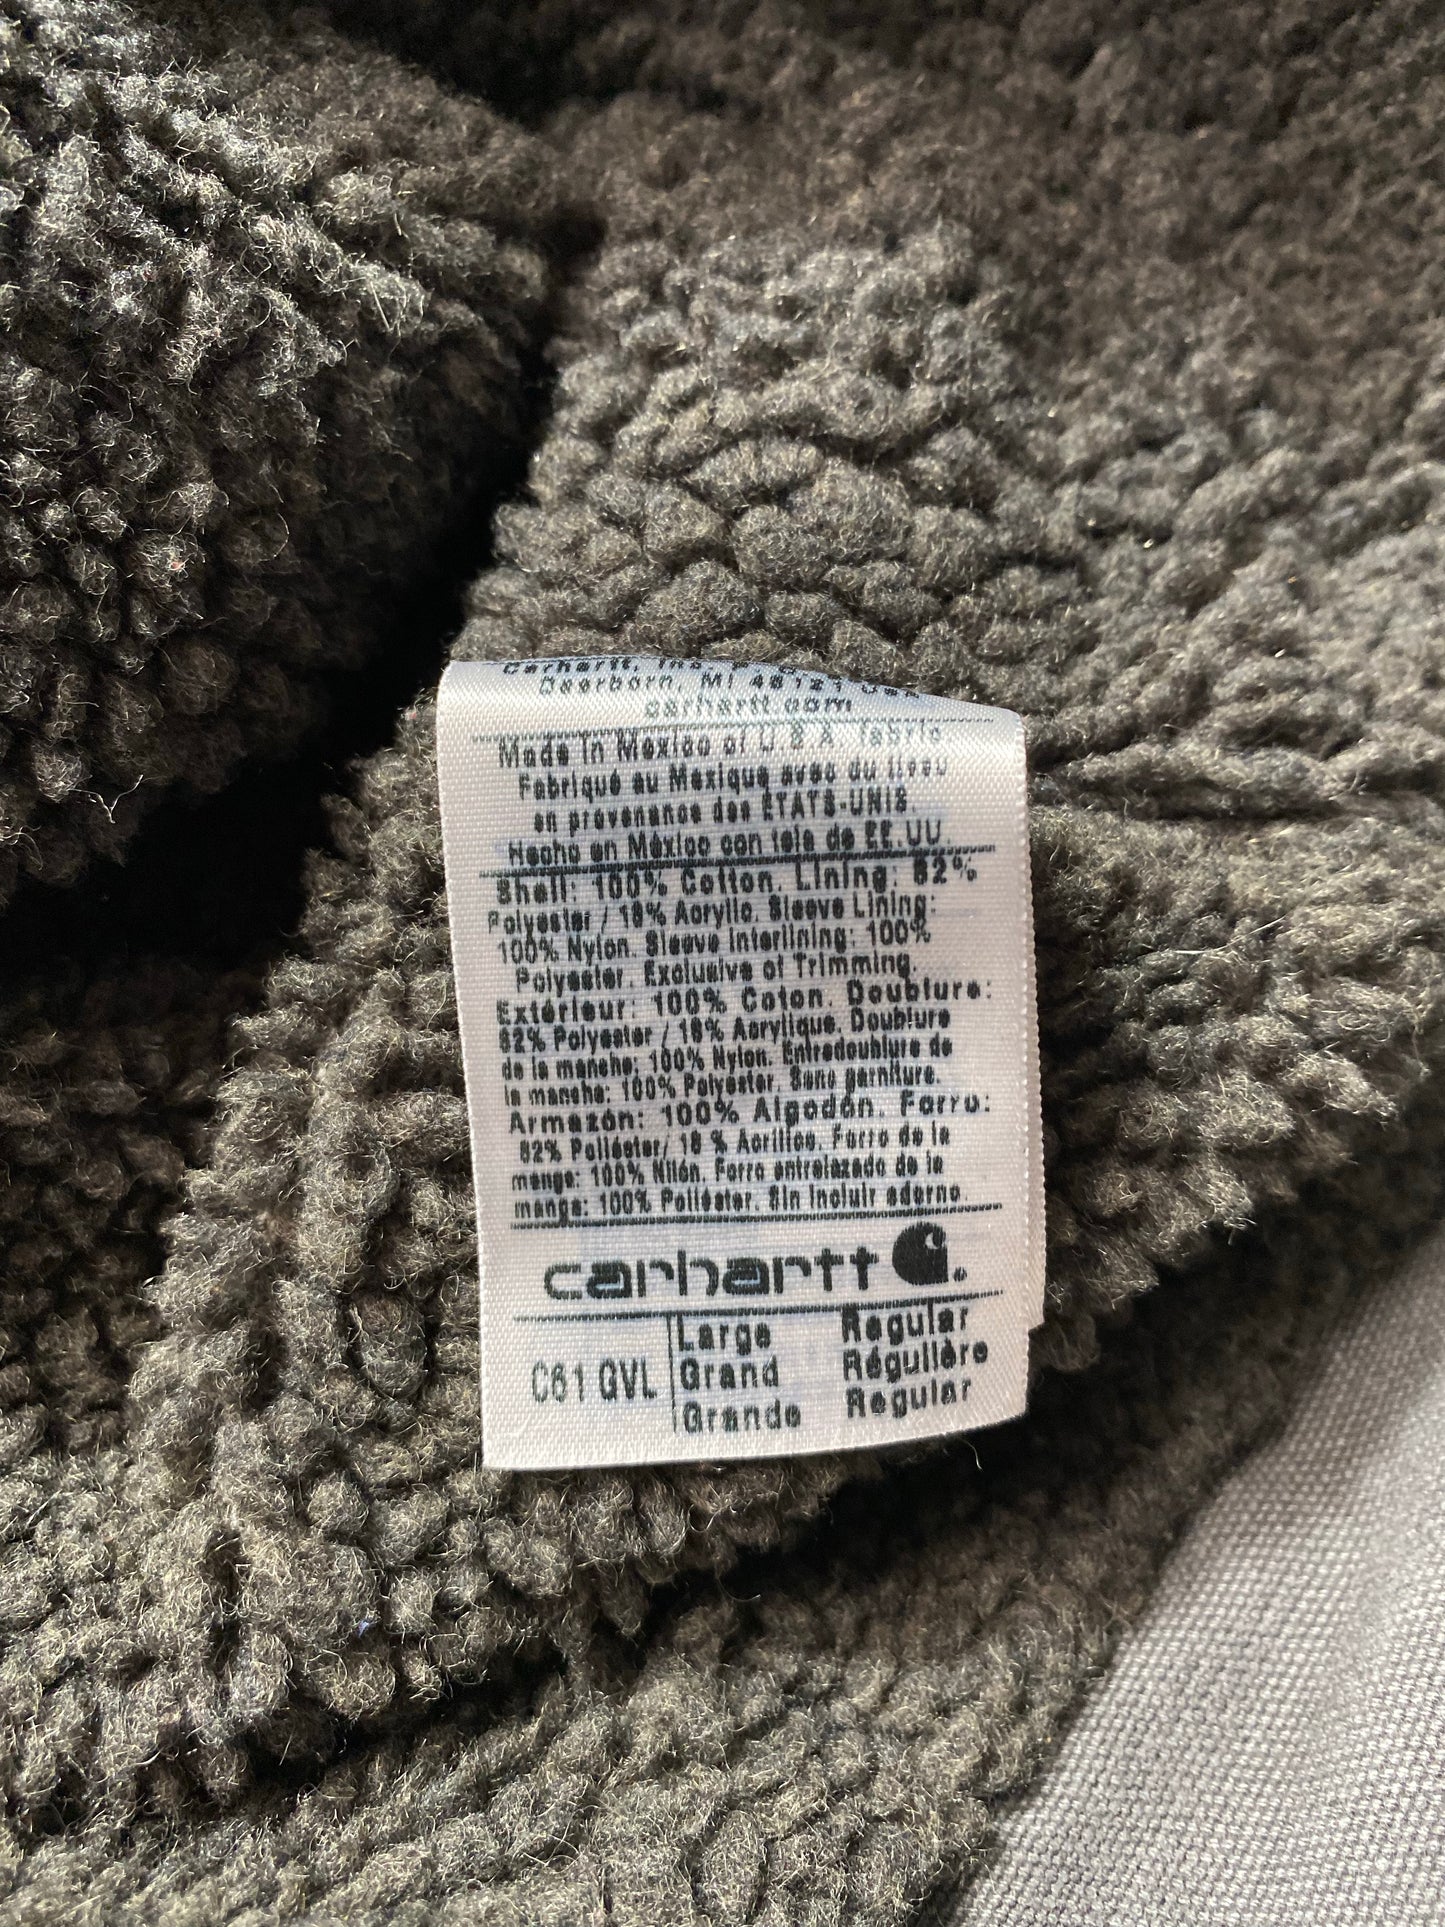 Carhartt, Inc. P.O.
Dearborn, MI 48121 USA
carhartt.com
Made in Mexico of U.S.A. fabric
Fabriqué au Mexique avec du tissu
en provenance des ÉTATS-UNIS.
Hecho en México con tela de EE.UU.
Shell: 100% Cotton. Lining: 82%
Polyester / 18% Acrylic. Sleeve Lining:
100% Nylon. Sleeve Interlining: 100%
Polyester. Exclusive of Trimming.
Extérieur: 100% Coton. Doublure:
82% Polyester / 18% Acrylique. Doublure
de la manche: 100% Nylon. Entredoublure de
la manche: 100% Polyester. Sans garniture.
Armazón: 100% Algodón. Forro:
82% Poliéster/ 18 % Acrílico. Forro de la
manga: 100% Nilón. Forro entrelazado de la
manga: 100% Poliéster. Sin incluir adorno.
carhartt
C61 GVL
Large Regular
Grand Régulière
Grande Regular